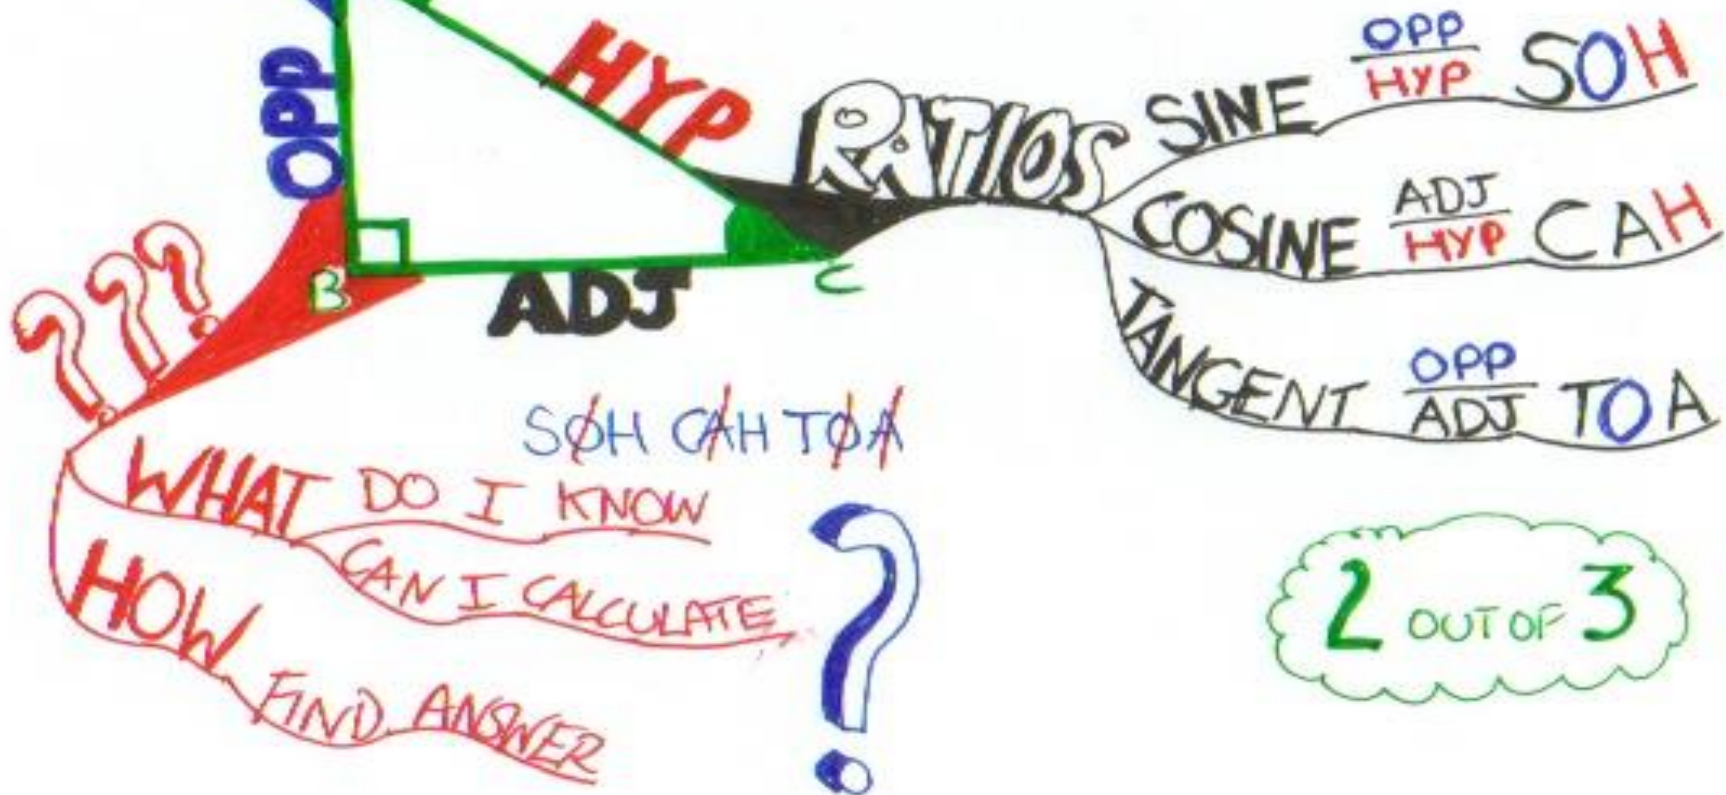 OPP
HYP
B
ADJ
C
RATIOS
SINE OPP/HYP SOH
COSINE ADJ/HYP CAH
TANGENT OPP/ADJ TOA
???
SOH CAH TOA
WHAT DO I KNOW
CAN I CALCULATE
HOW FIND ANSWER
?
2 OUT OF 3